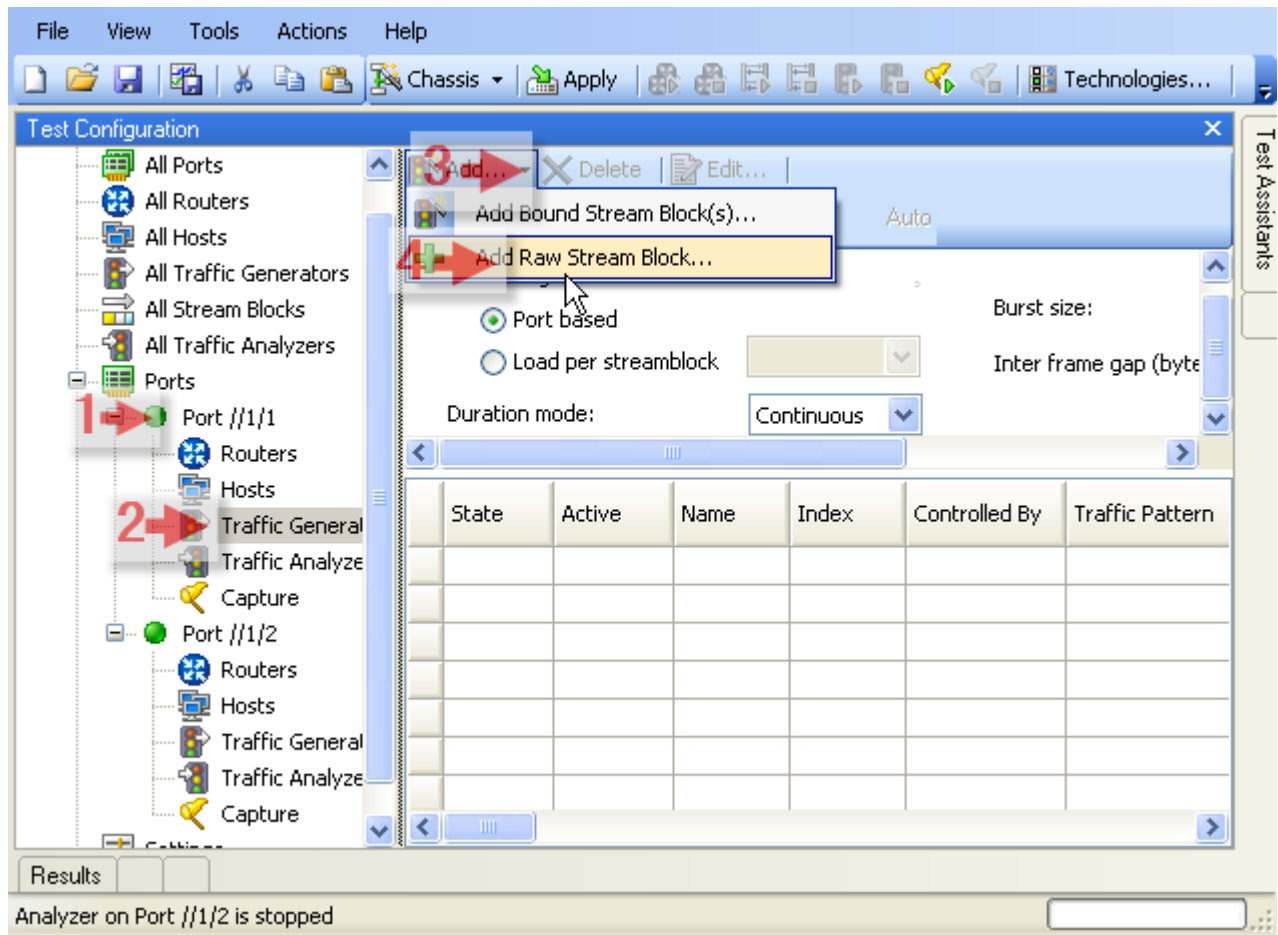 File View Tools Actions Help
Chassis Apply Technologies...
Test Configuration
Test Assistants
All Ports
All Routers
All Hosts
All Traffic Generators
All Stream Blocks
All Traffic Analyzers
Ports
1 Port //1/1
Routers
Hosts
2 Traffic General
Traffic Analyze
Capture
Port //1/2
Routers
Hosts
Traffic General
Traffic Analyze
Capture
3 Add... Delete Edit...
Add Bound Stream Block(s)...
Auto
4 Add Raw Stream Block...
Port based
Burst size:
Load per streamblock
Inter frame gap (byte
Duration mode: Continuous
State Active Name Index Controlled By Traffic Pattern
Results
Analyzer on Port //1/2 is stopped